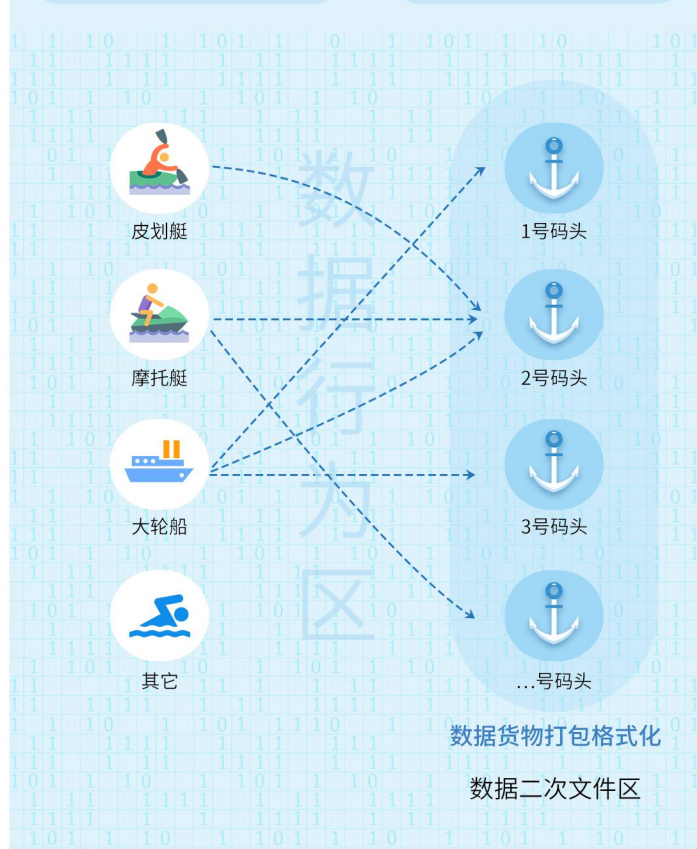 皮划艇
1号码头
摩托艇
2号码头
大轮船
3号码头
其它
...号码头
数据行为区
数据货物打包格式化
数据二次文件区